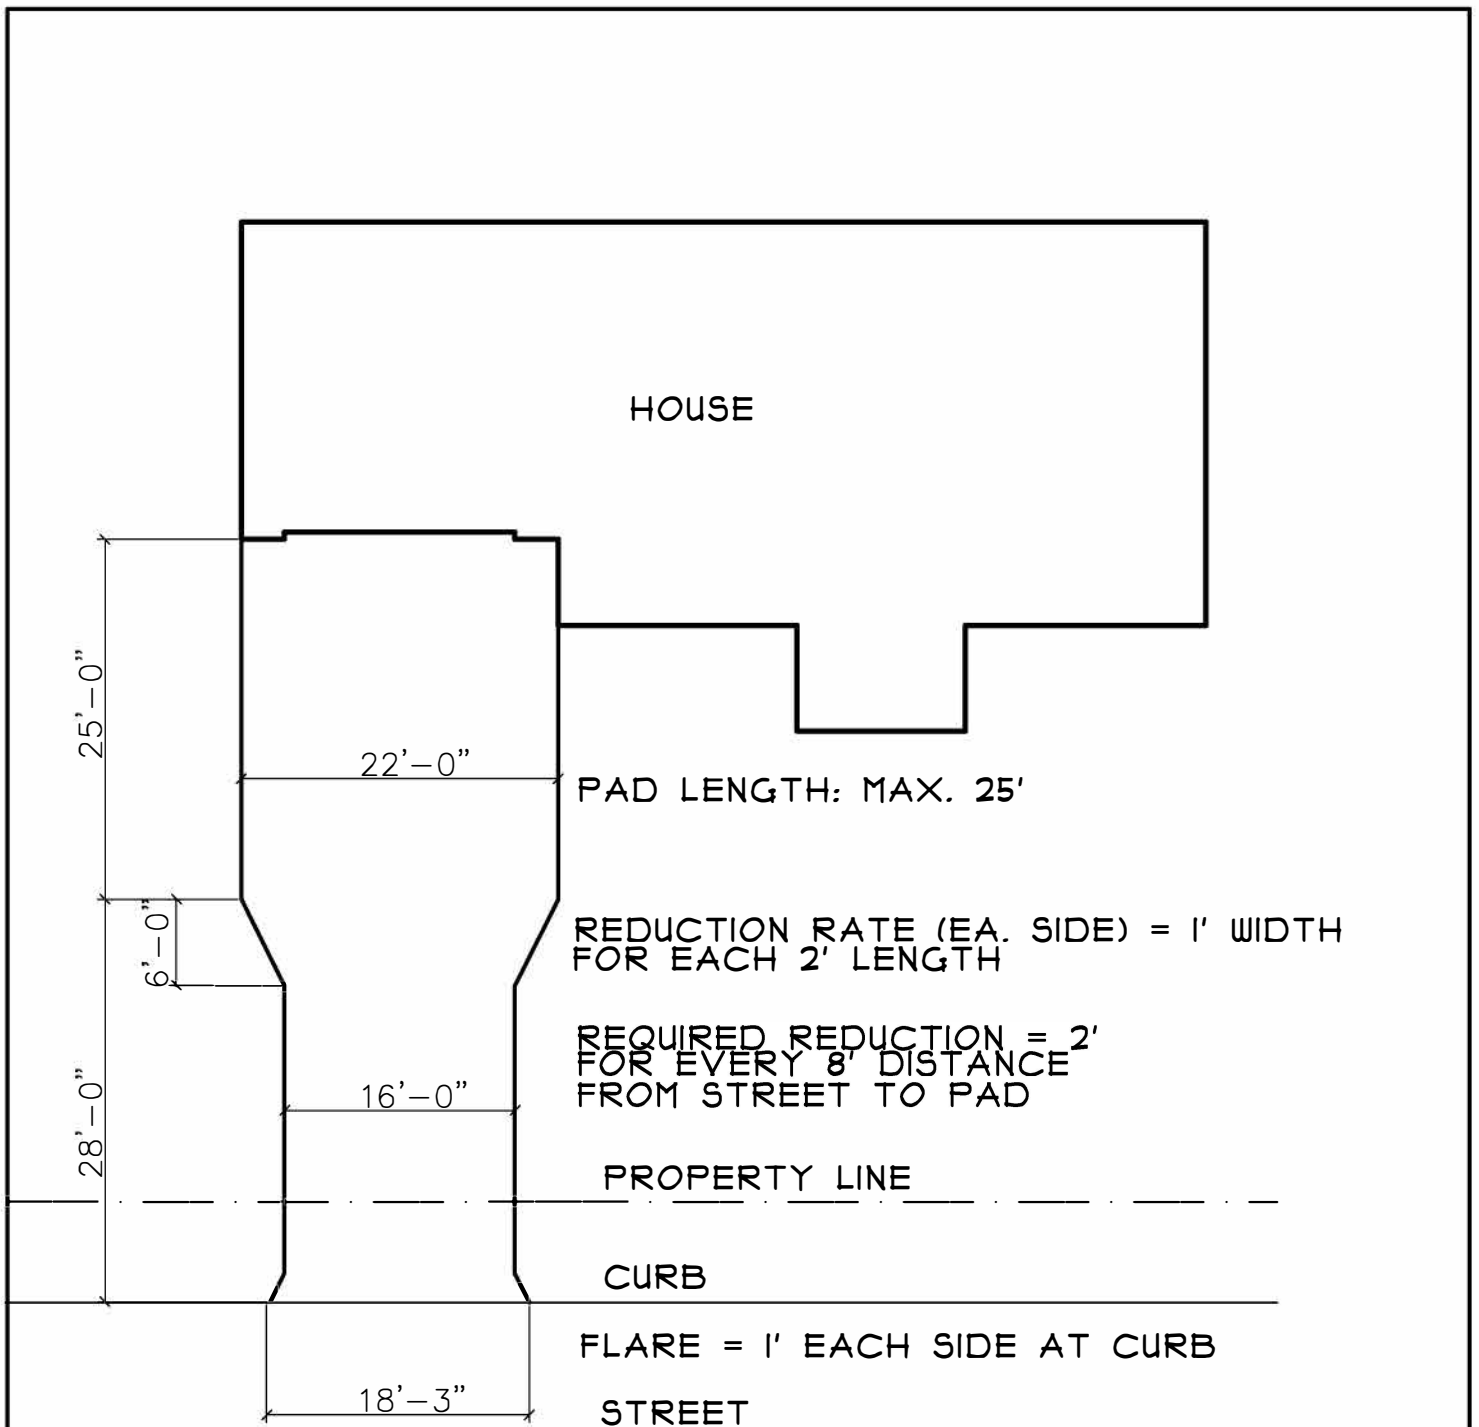 HOUSE
25'-0"
22'-0"
PAD LENGTH: MAX. 25'
6'-0"
REDUCTION RATE (EA. SIDE) = 1' WIDTH
FOR EACH 2' LENGTH
REQUIRED REDUCTION = 2'
FOR EVERY 8' DISTANCE
FROM STREET TO PAD
16'-0"
28'-0"
PROPERTY LINE
CURB
FLARE = 1' EACH SIDE AT CURB
18'-3"
STREET